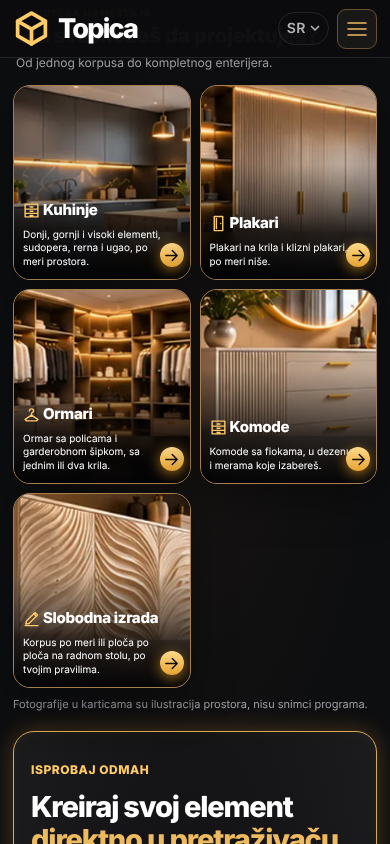 Topica
SR
Od jednog korpusa do kompletnog enterijera.
Kuhinje
Donji, gornji i visoki elementi,
sudopera, rerna i ugao, po
meri prostora.
Plakari
Plakari na krila i klizni plakari,
po meri niše.
Ormari
Ormar sa policama i
garderobnom šipkom, sa
jednim ili dva krila.
Komode
Komode sa fiokama, u dezenu
i merama koje izabereš.
Slobodna izrada
Korpus po meri ili ploča po
ploča na radnom stolu, po
tvojim pravilima.
Fotografije u karticama su ilustracija prostora, nisu snimci programa.
ISPROBAJ ODMAH
Kreiraj svoj element
direktno u pretraživaču